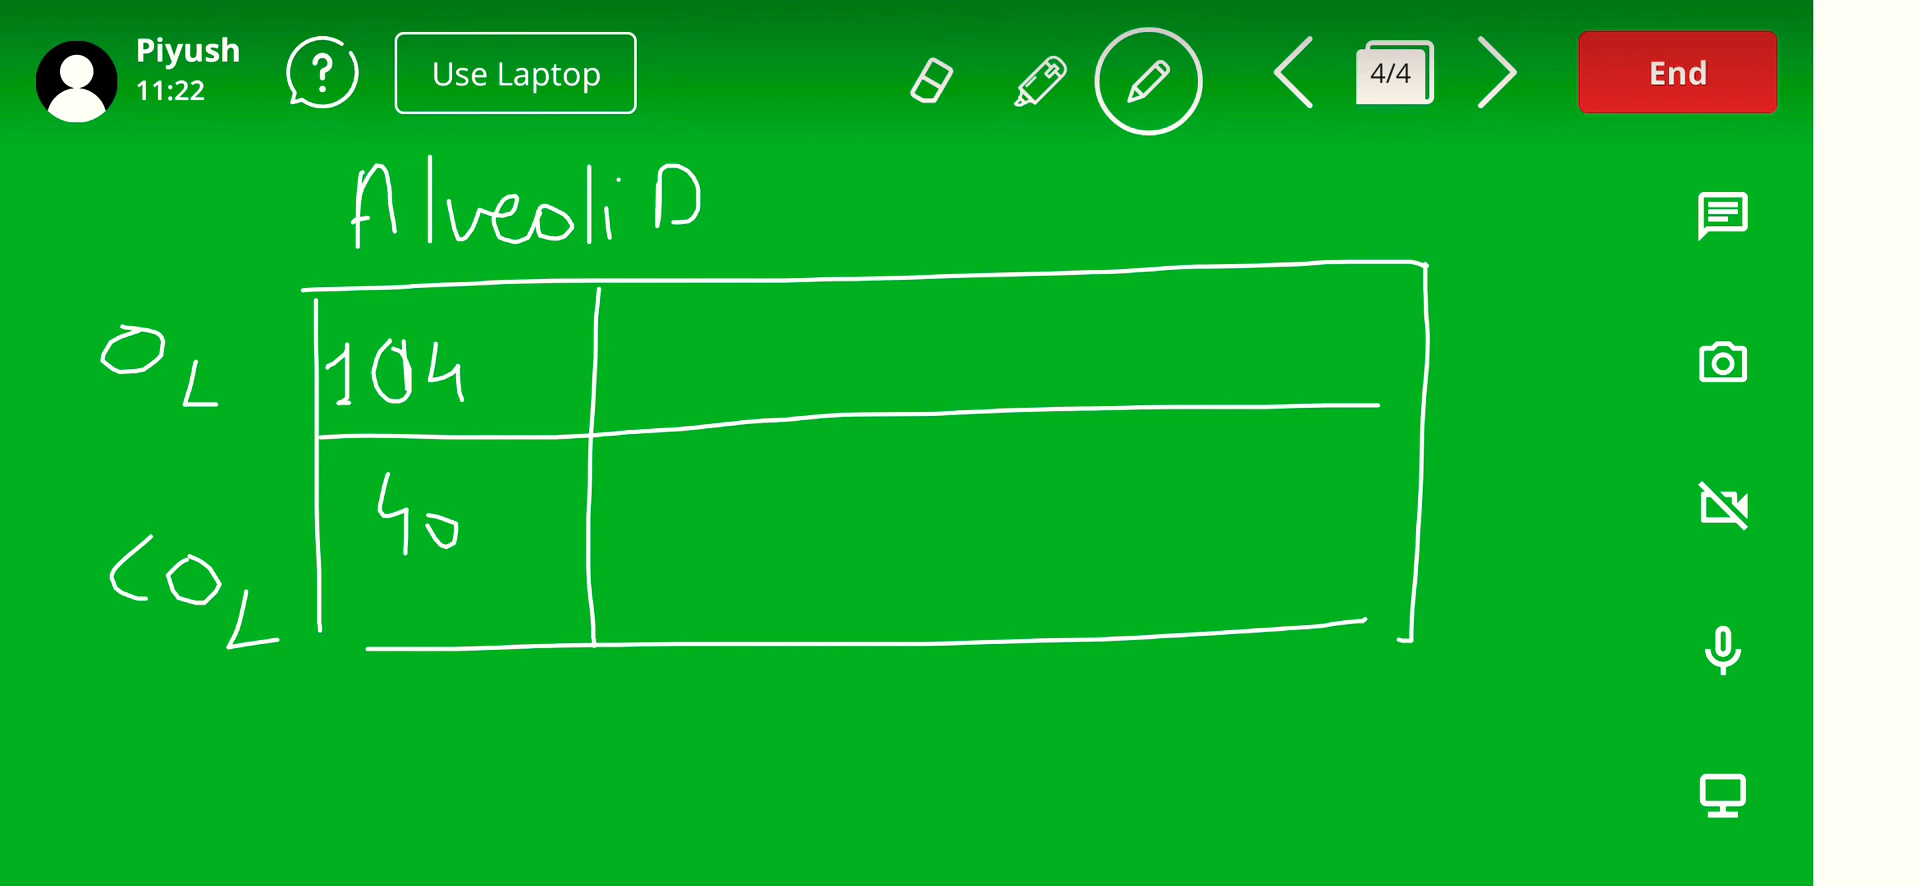 Piyush
11:22
?
Use Laptop
4/4
End
Alveoli D
O2
104
40
CO2